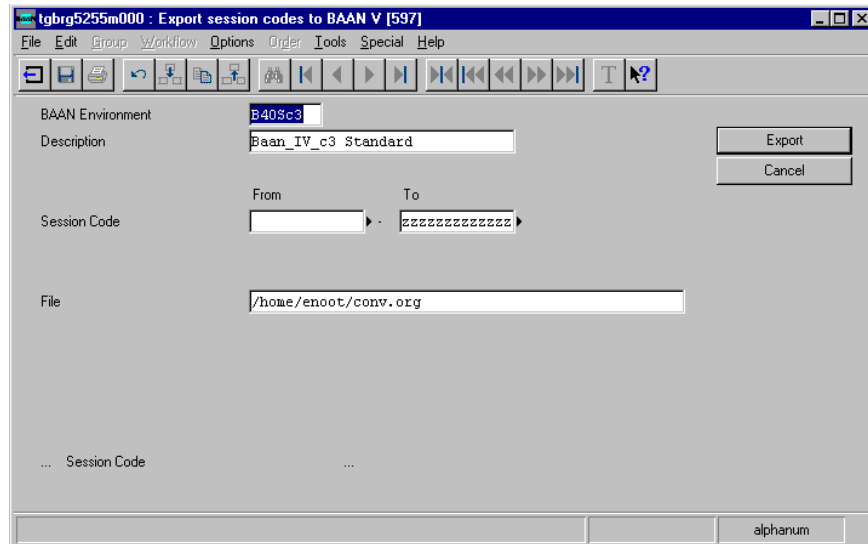 BAAN tgbrg5255m000 : Export session codes to BAAN V [597]
File Edit Group Workflow Options Order Tools Special Help
T ?
BAAN Environment B40Sc3
Description Baan_IV_c3 Standard
Export
Cancel
From To
Session Code - zzzzzzzzzzzzz
File /home/enoot/conv.org
... Session Code ...
alphanum